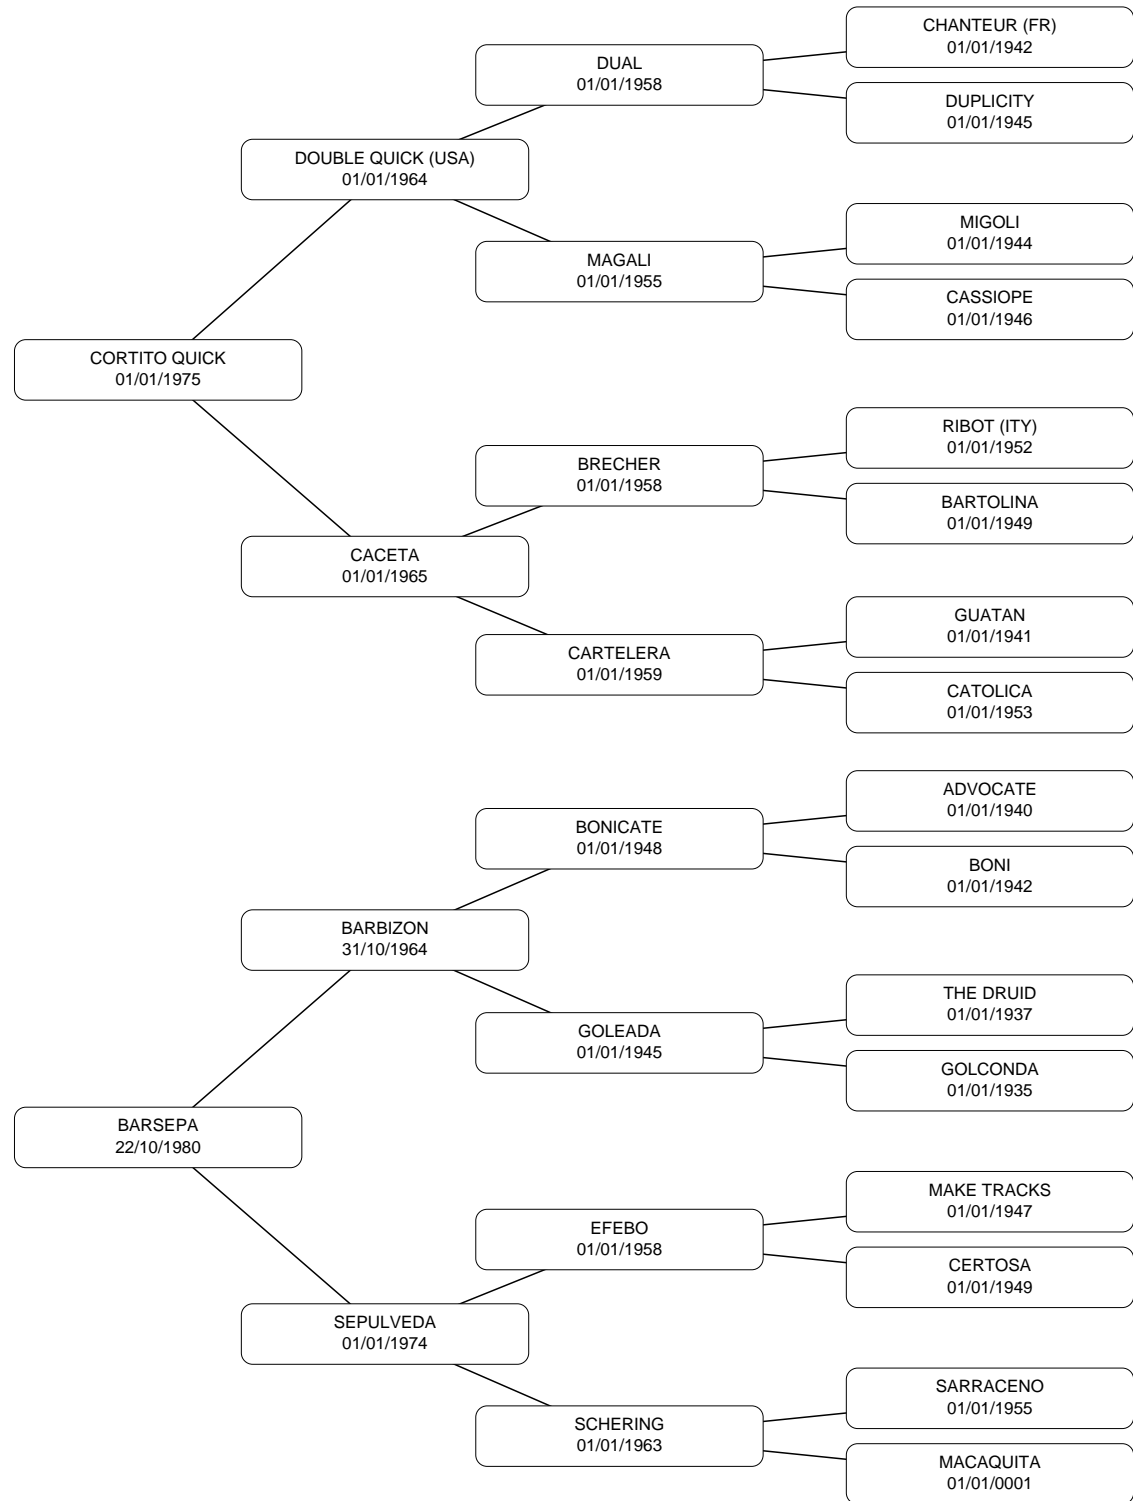 CHANTEUR (FR)
01/01/1942
DUAL
01/01/1958
DUPLICITY
01/01/1945
DOUBLE QUICK (USA)
01/01/1964
MIGOLI
01/01/1944
MAGALI
01/01/1955
CASSIOPE
01/01/1946
CORTITO QUICK
01/01/1975
RIBOT (ITY)
01/01/1952
BRECHER
01/01/1958
BARTOLINA
01/01/1949
CACETA
01/01/1965
GUATAN
01/01/1941
CARTELERA
01/01/1959
CATOLICA
01/01/1953
ADVOCATE
01/01/1940
BONICATE
01/01/1948
BONI
01/01/1942
BARBIZON
31/10/1964
THE DRUID
01/01/1937
GOLEADA
01/01/1945
GOLCONDA
01/01/1935
BARSEPA
22/10/1980
MAKE TRACKS
01/01/1947
EFEBO
01/01/1958
CERTOSA
01/01/1949
SEPULVEDA
01/01/1974
SARRACENO
01/01/1955
SCHERING
01/01/1963
MACAQUITA
01/01/0001